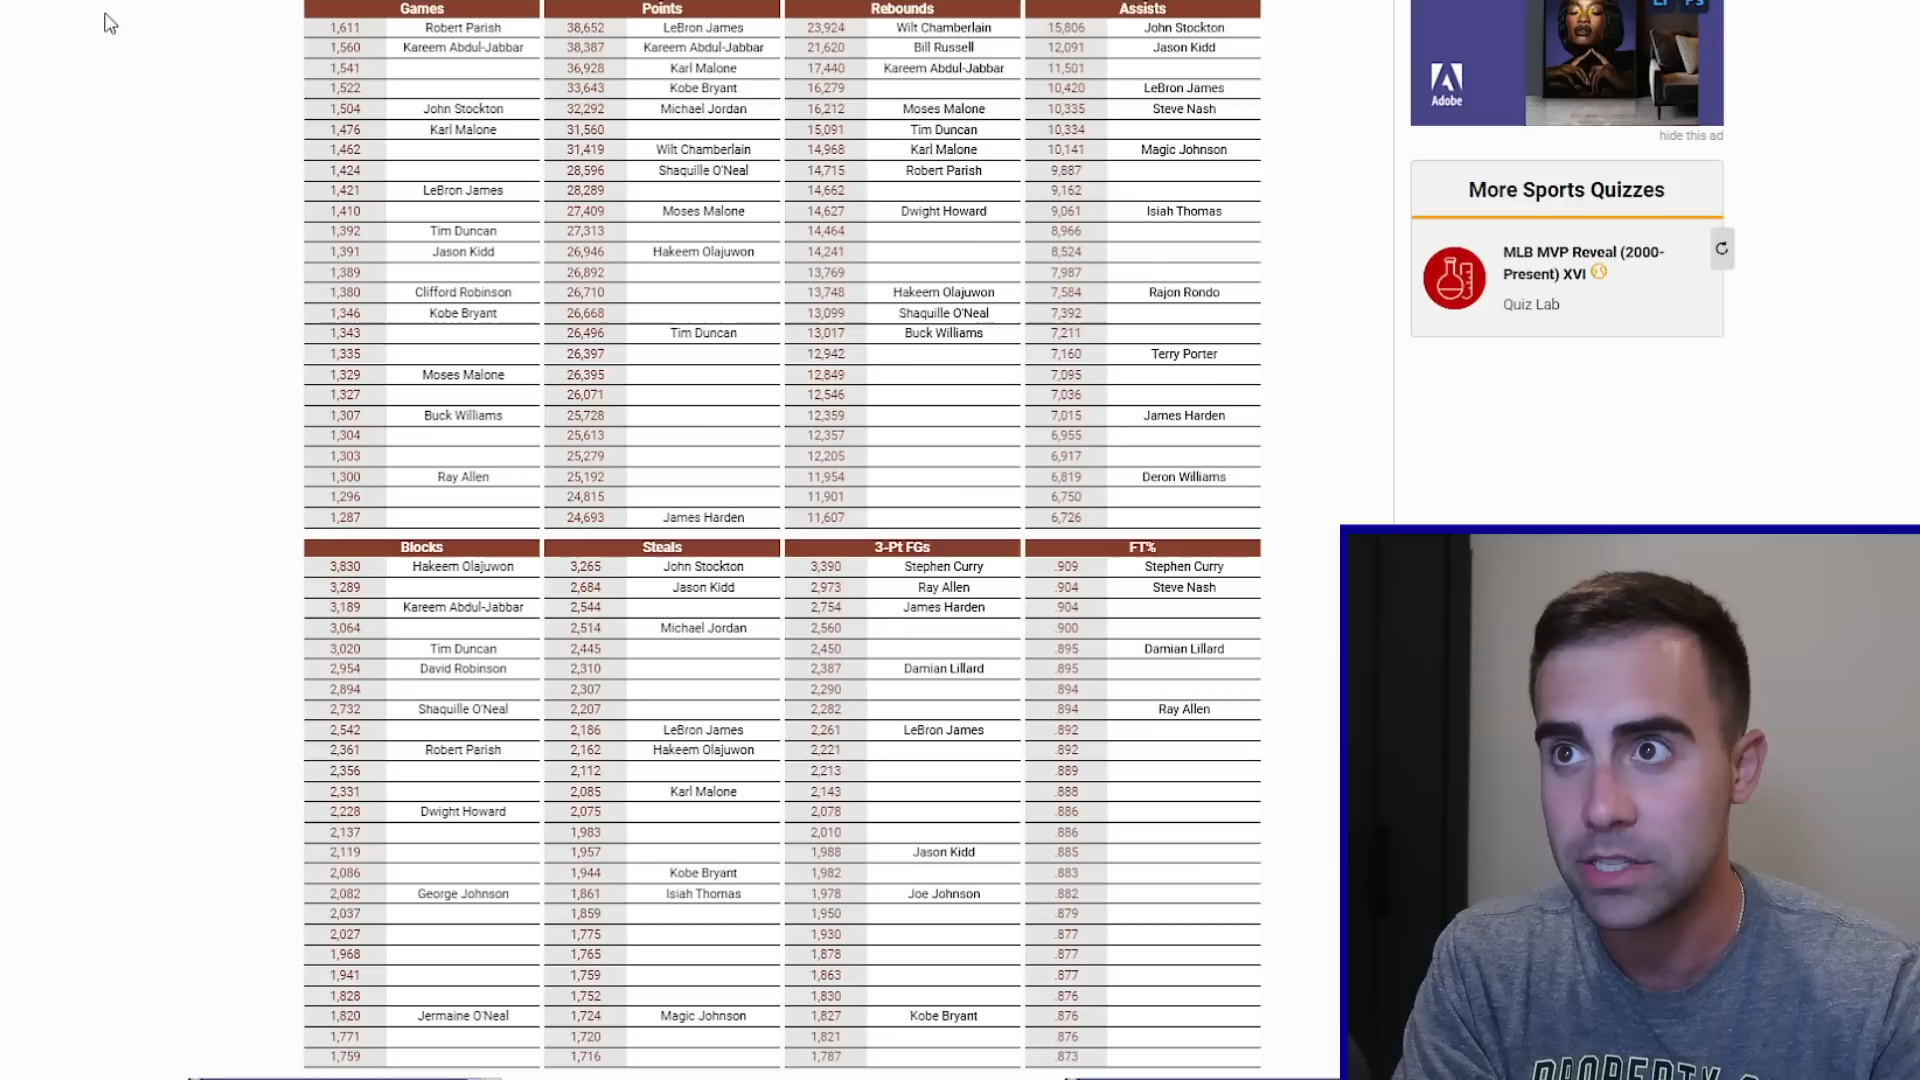 Games Points Rebounds Assists
1,611 Robert Parish 38,652 LeBron James 23,924 Wilt Chamberlain 15,806 John Stockton
1,560 Kareem Abdul-Jabbar 38,387 Kareem Abdul-Jabbar 21,620 Bill Russell 12,091 Jason Kidd
1,541 36,928 Karl Malone 17,440 Kareem Abdul-Jabbar 11,501
1,522 33,643 Kobe Bryant 16,279 10,420 LeBron James
1,504 John Stockton 32,292 Michael Jordan 16,212 Moses Malone 10,335 Steve Nash
1,476 Karl Malone 31,560 15,091 Tim Duncan 10,334
1,462 31,419 Wilt Chamberlain 14,968 Karl Malone 10,141 Magic Johnson
1,424 28,596 Shaquille O'Neal 14,715 Robert Parish 9,887
1,421 LeBron James 28,289 14,662 9,162
1,410 27,409 Moses Malone 14,627 Dwight Howard 9,061 Isiah Thomas
1,392 Tim Duncan 27,313 14,464 8,966
1,391 Jason Kidd 26,946 Hakeem Olajuwon 14,241 8,524
1,389 26,892 13,769 7,987
1,380 Clifford Robinson 26,710 13,748 Hakeem Olajuwon 7,584 Rajon Rondo
1,346 Kobe Bryant 26,668 13,099 Shaquille O'Neal 7,392
1,343 26,496 Tim Duncan 13,017 Buck Williams 7,211
1,335 26,397 12,942 7,160 Terry Porter
1,329 Moses Malone 26,395 12,849 7,095
1,327 26,071 12,546 7,036
1,307 Buck Williams 25,728 12,359 7,015 James Harden
1,304 25,613 12,357 6,955
1,303 25,279 12,205 6,917
1,300 Ray Allen 25,192 11,954 6,819 Deron Williams
1,296 24,815 11,901 6,750
1,287 24,693 James Harden 11,607 6,726
Blocks Steals 3-Pt FGs FT%
3,830 Hakeem Olajuwon 3,265 John Stockton 3,390 Stephen Curry .909 Stephen Curry
3,289 2,684 Jason Kidd 2,973 Ray Allen .904 Steve Nash
3,189 Kareem Abdul-Jabbar 2,544 2,754 James Harden .904
3,064 2,514 Michael Jordan 2,560 .900
3,020 Tim Duncan 2,445 2,450 .895 Damian Lillard
2,954 David Robinson 2,310 2,387 Damian Lillard .895
2,894 2,307 2,290 .894
2,732 Shaquille O'Neal 2,207 2,282 .894 Ray Allen
2,542 2,186 LeBron James 2,261 LeBron James .892
2,361 Robert Parish 2,162 Hakeem Olajuwon 2,221 .892
2,356 2,112 2,213 .889
2,331 2,085 Karl Malone 2,143 .888
2,228 Dwight Howard 2,075 2,078 .886
2,137 1,983 2,010 .886
2,119 1,957 1,988 Jason Kidd .885
2,086 1,944 Kobe Bryant 1,982 .883
2,082 George Johnson 1,861 Isiah Thomas 1,978 Joe Johnson .882
2,037 1,859 1,950 .879
2,027 1,775 1,930 .877
1,968 1,765 1,878 .877
1,941 1,759 1,863 .877
1,828 1,752 1,830 .876
1,820 Jermaine O'Neal 1,724 Magic Johnson 1,827 Kobe Bryant .876
1,771 1,720 1,821 .876
1,759 1,716 1,787 .873
Adobe
hide this ad
More Sports Quizzes
MLB MVP Reveal (2000-
Present) XVI
Quiz Lab
PROPERTY